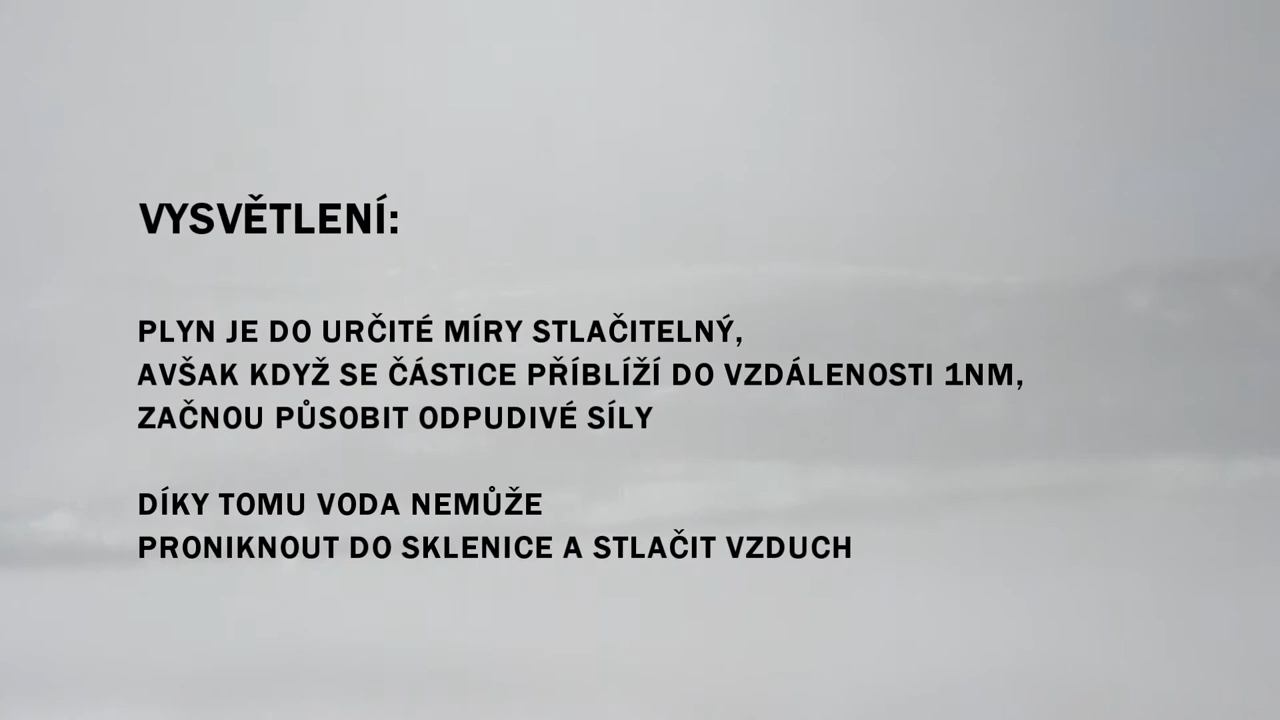 VYSVĚTLENÍ:
PLYN JE DO URČITÉ MÍRY STLAČITELNÝ,
AVŠAK KDYŽ SE ČÁSTICE PŘÍBLÍŽÍ DO VZDÁLENOSTI 1NM,
ZAČNOU PŮSOBIT ODPUDIVÉ SÍLY
DÍKY TOMU VODA NEMŮŽE
PRONIKNOUT DO SKLENICE A STLAČIT VZDUCH